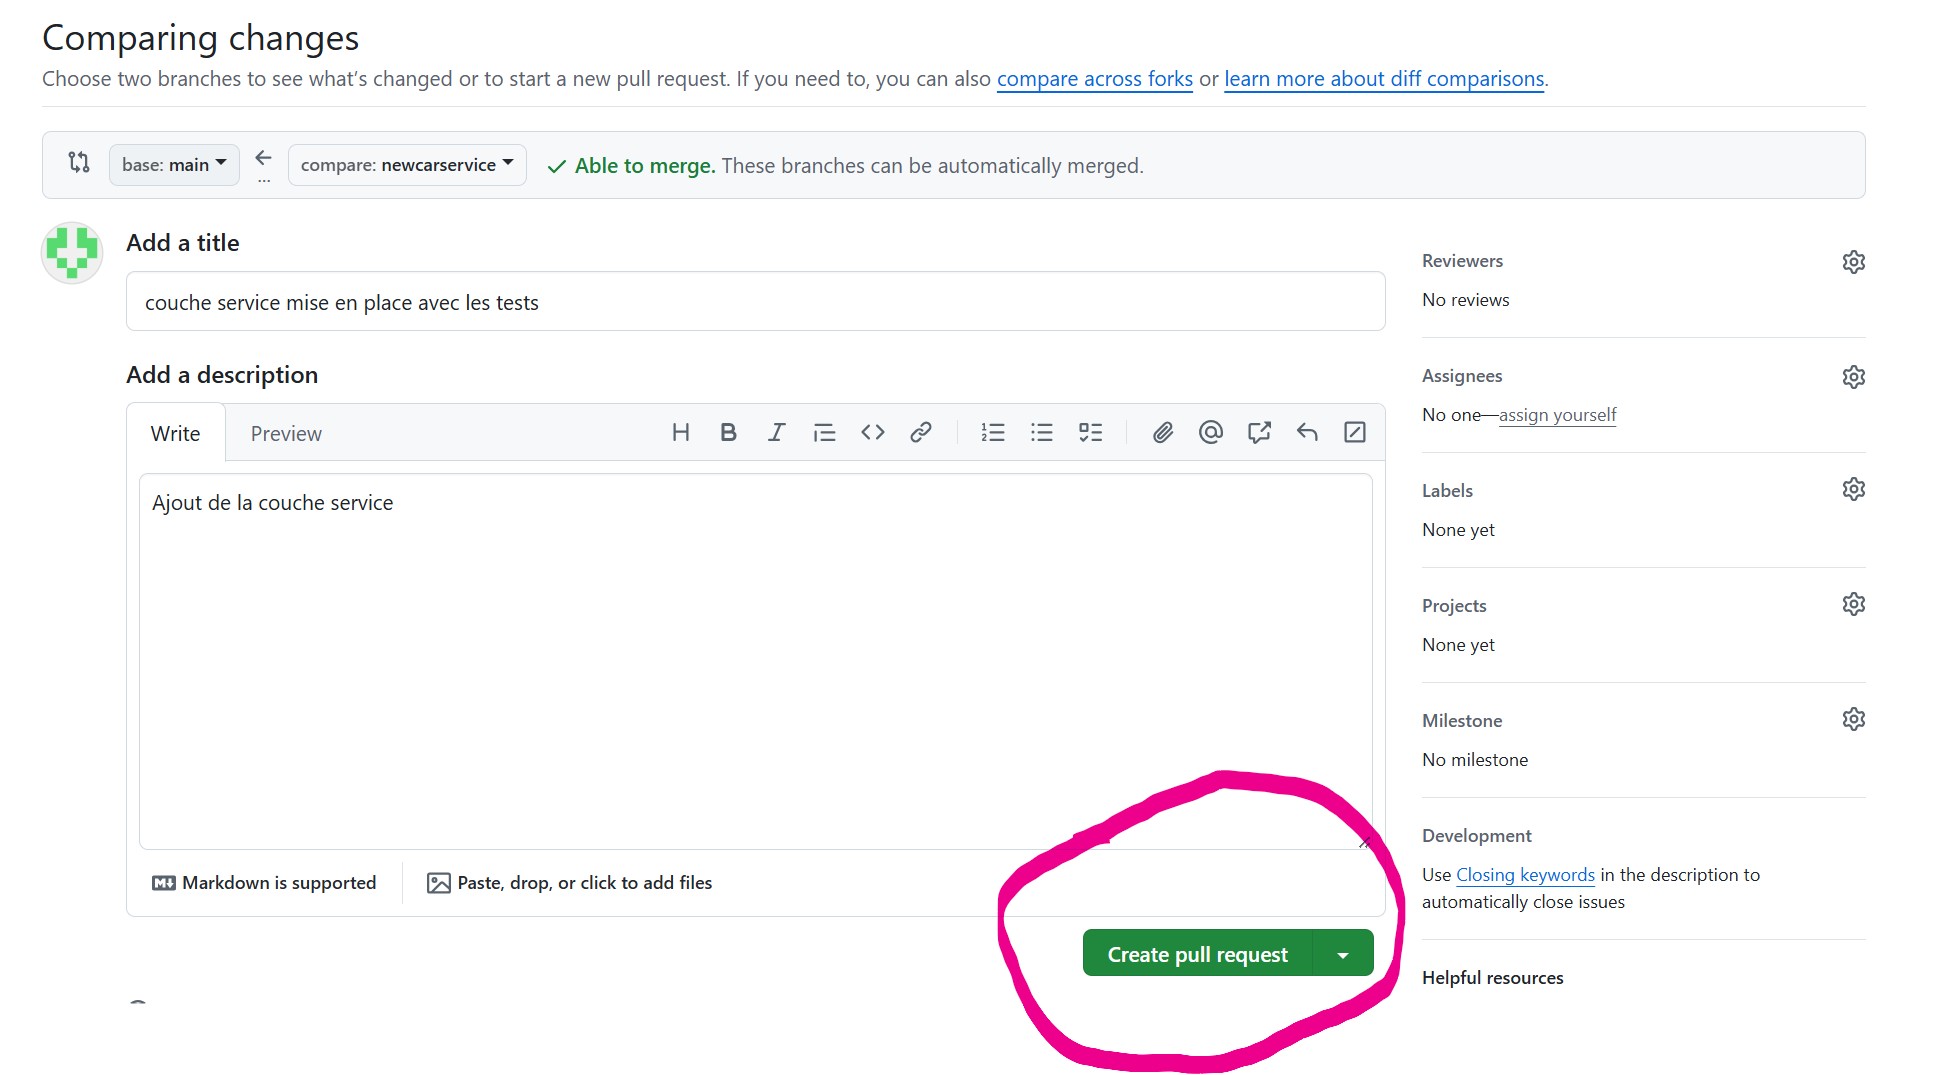 Comparing changes
Choose two branches to see what's changed or to start a new pull request. If you need to, you can also compare across forks or learn more about diff comparisons.
base: main
...
compare: newcarservice
Able to merge. These branches can be automatically merged.
Add a title
couche service mise en place avec les tests
Add a description
Write
Preview
Ajout de la couche service
Markdown is supported
Paste, drop, or click to add files
Create pull request
Reviewers
No reviews
Assignees
No one—assign yourself
Labels
None yet
Projects
None yet
Milestone
No milestone
Development
Use Closing keywords in the description to
automatically close issues
Helpful resources